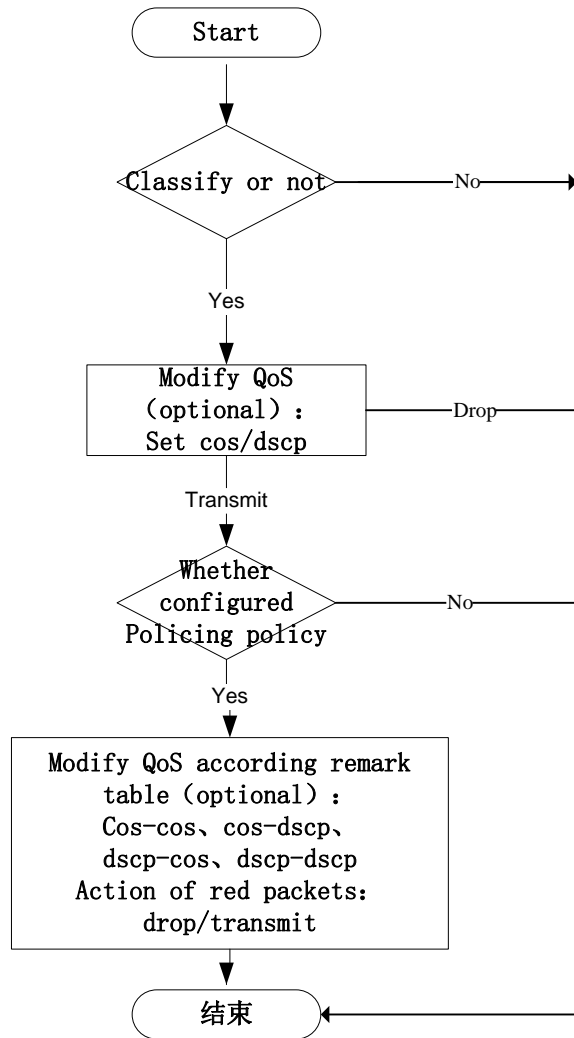 Start
Classify or not
No
Yes
Modify QoS
（optional）：
Set cos/dscp
Drop
Transmit
Whether
configured
Policing policy
No
Yes
Modify QoS according remark
table（optional）：
Cos-cos、cos-dscp、
dscp-cos、dscp-dscp
Action of red packets：
drop/transmit
结束